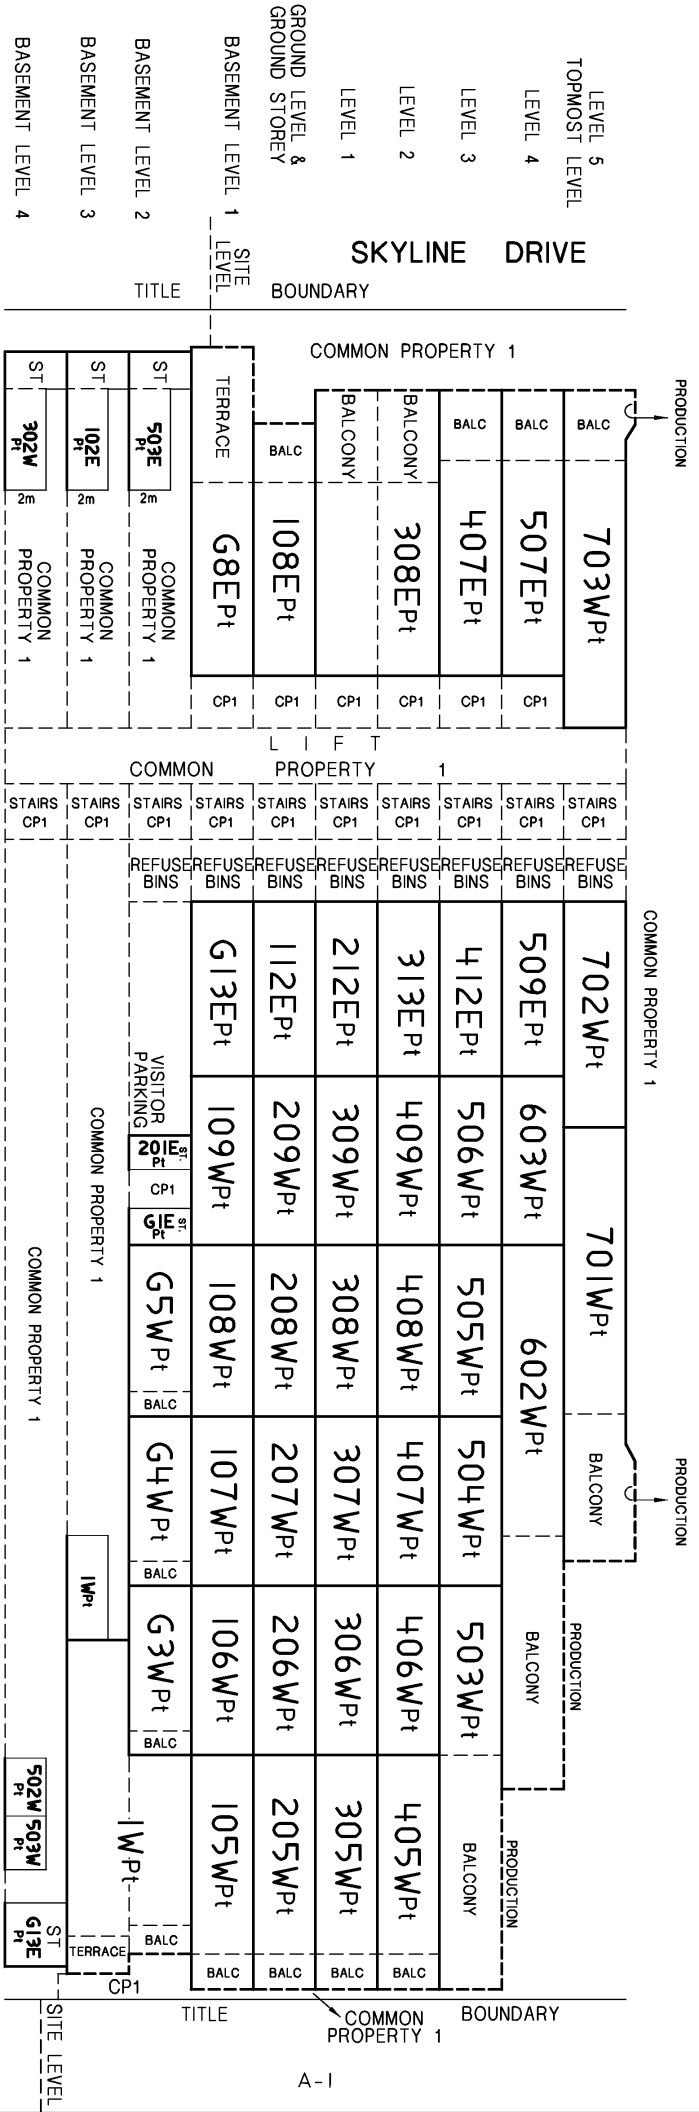 LEVEL 5
TOPMOST LEVEL
LEVEL 4
LEVEL 3
LEVEL 2
LEVEL 1
GROUND LEVEL &
GROUND STOREY
BASEMENT LEVEL 1
BASEMENT LEVEL 2
BASEMENT LEVEL 3
BASEMENT LEVEL 4
SKYLINE DRIVE
SITE
LEVEL
TITLE BOUNDARY
COMMON PROPERTY 1
PRODUCTION
BALC
703WPt
BALC
507EPt
CP1
BALC
407EPt
CP1
BALCONY
308EPt
CP1
BALCONY
CP1
BALC
108EPt
CP1
TERRACE
G8EPt
CP1
ST
503E
Pt
2m
COMMON
PROPERTY 1
ST
102E
Pt
2m
COMMON
PROPERTY 1
ST
302W
Pt
2m
COMMON
PROPERTY 1
LIFT
COMMON PROPERTY 1
STAIRS
CP1
STAIRS
CP1
STAIRS
CP1
STAIRS
CP1
STAIRS
CP1
STAIRS
CP1
STAIRS
CP1
STAIRS
CP1
STAIRS
CP1
STAIRS
CP1
REFUSE
BINS
REFUSE
BINS
REFUSE
BINS
REFUSE
BINS
REFUSE
BINS
REFUSE
BINS
REFUSE
BINS
REFUSE
BINS
COMMON PROPERTY 1
702WPt
701WPt
BALCONY
PRODUCTION
509EPt
603WPt
602WPt
BALCONY
PRODUCTION
412EPt
506WPt
505WPt
504WPt
503WPt
BALCONY
PRODUCTION
313EPt
409WPt
408WPt
407WPt
406WPt
405WPt
BALC
212EPt
309WPt
308WPt
307WPt
306WPt
305WPt
BALC
112EPt
209WPt
208WPt
207WPt
206WPt
205WPt
BALC
G13EPt
109WPt
108WPt
107WPt
106WPt
105WPt
BALC
VISITOR
PARKING
201E ST.
Pt
CP1
G1E ST.
Pt
G5WPt
BALC
G4WPt
BALC
G3WPt
BALC
1WPt
BALC
COMMON PROPERTY 1
1WPt
TERRACE
CP1
COMMON PROPERTY 1
502W
Pt
503W
Pt
ST
G13E
Pt
TITLE BOUNDARY
COMMON
PROPERTY 1
SITE LEVEL
A-1